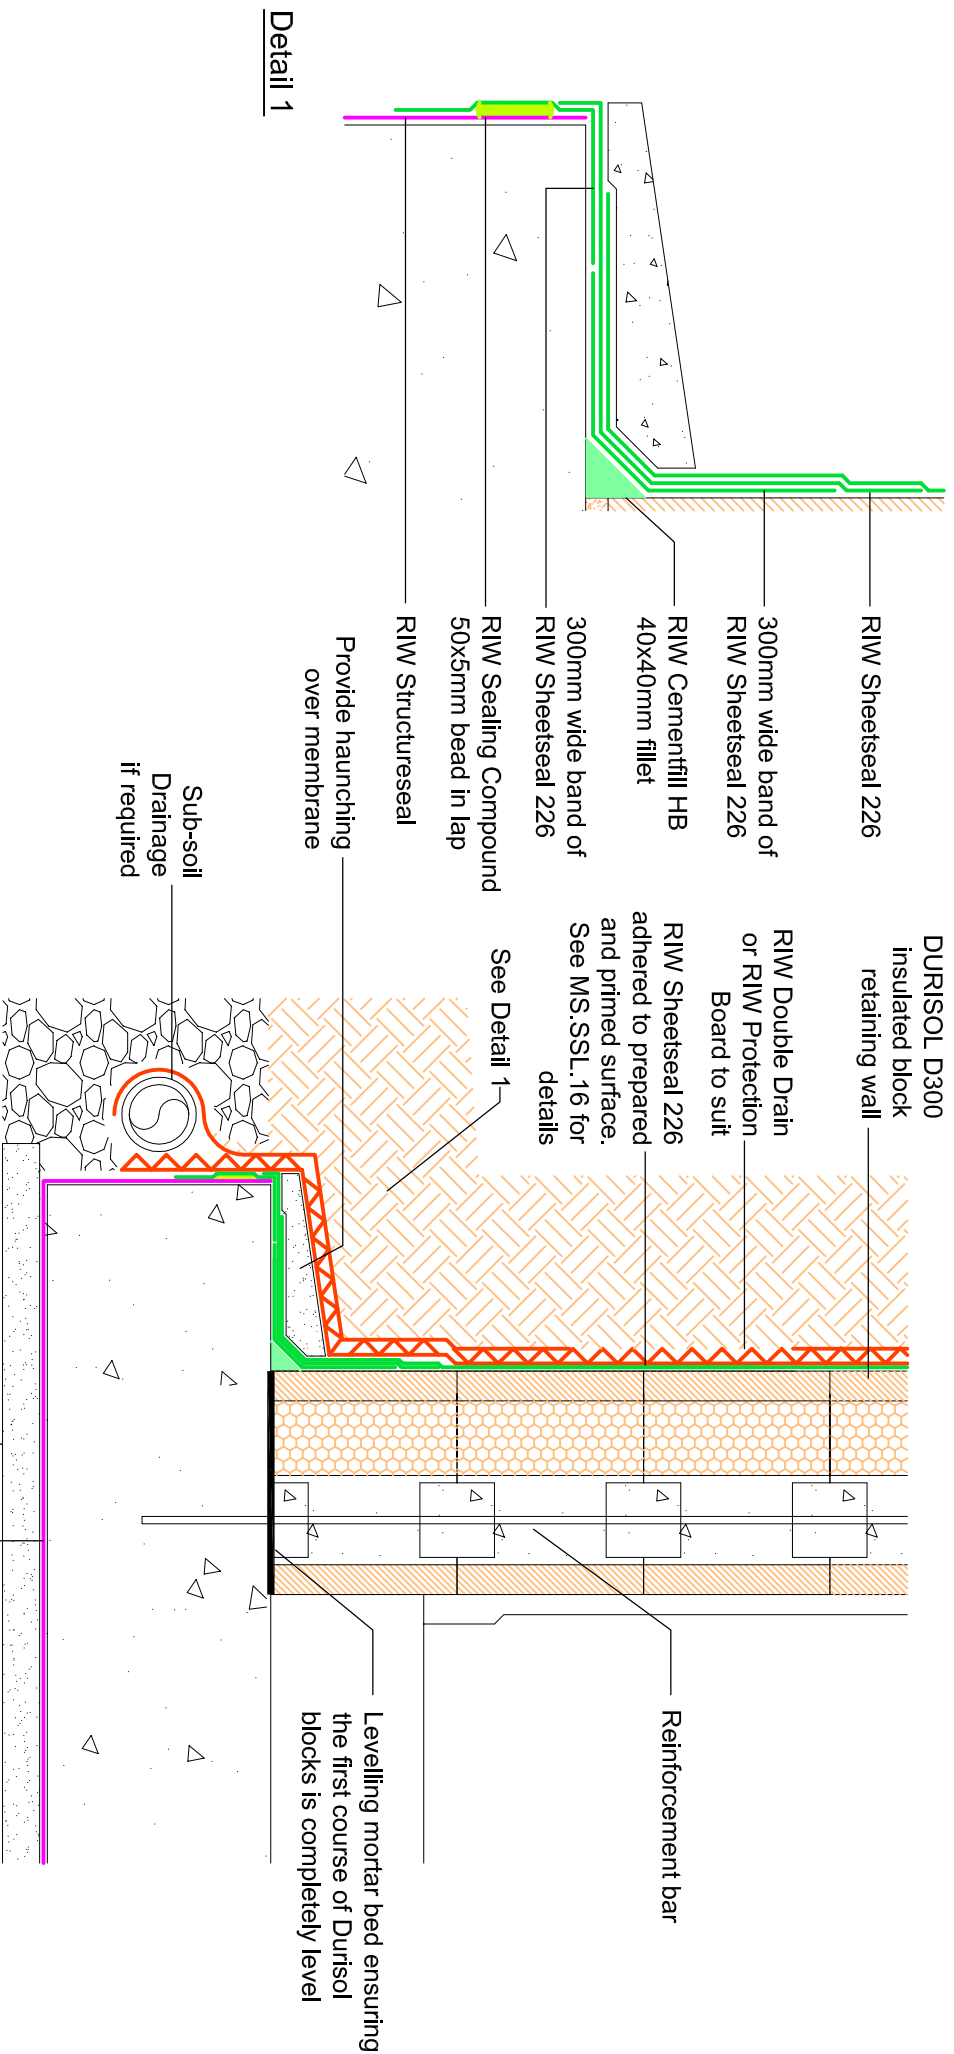 DURISOL D300
insulated block
retaining wall
RIW Double Drain
or RIW Protection
Board to suit
RIW Sheetseal 226
adhered to prepared
and primed surface.
See MS.SSL.16 for
details
See Detail 1
Reinforcement bar
Levelling mortar bed ensuring
the first course of Durisol
blocks is completely level
Provide haunching
over membrane
Sub-soil
Drainage
if required
RIW Sheetseal 226
300mm wide band of
RIW Sheetseal 226
RIW Cementfill HB
40x40mm fillet
300mm wide band of
RIW Sheetseal 226
RIW Sealing Compound
50x5mm bead in lap
RIW Structureseal
Detail 1